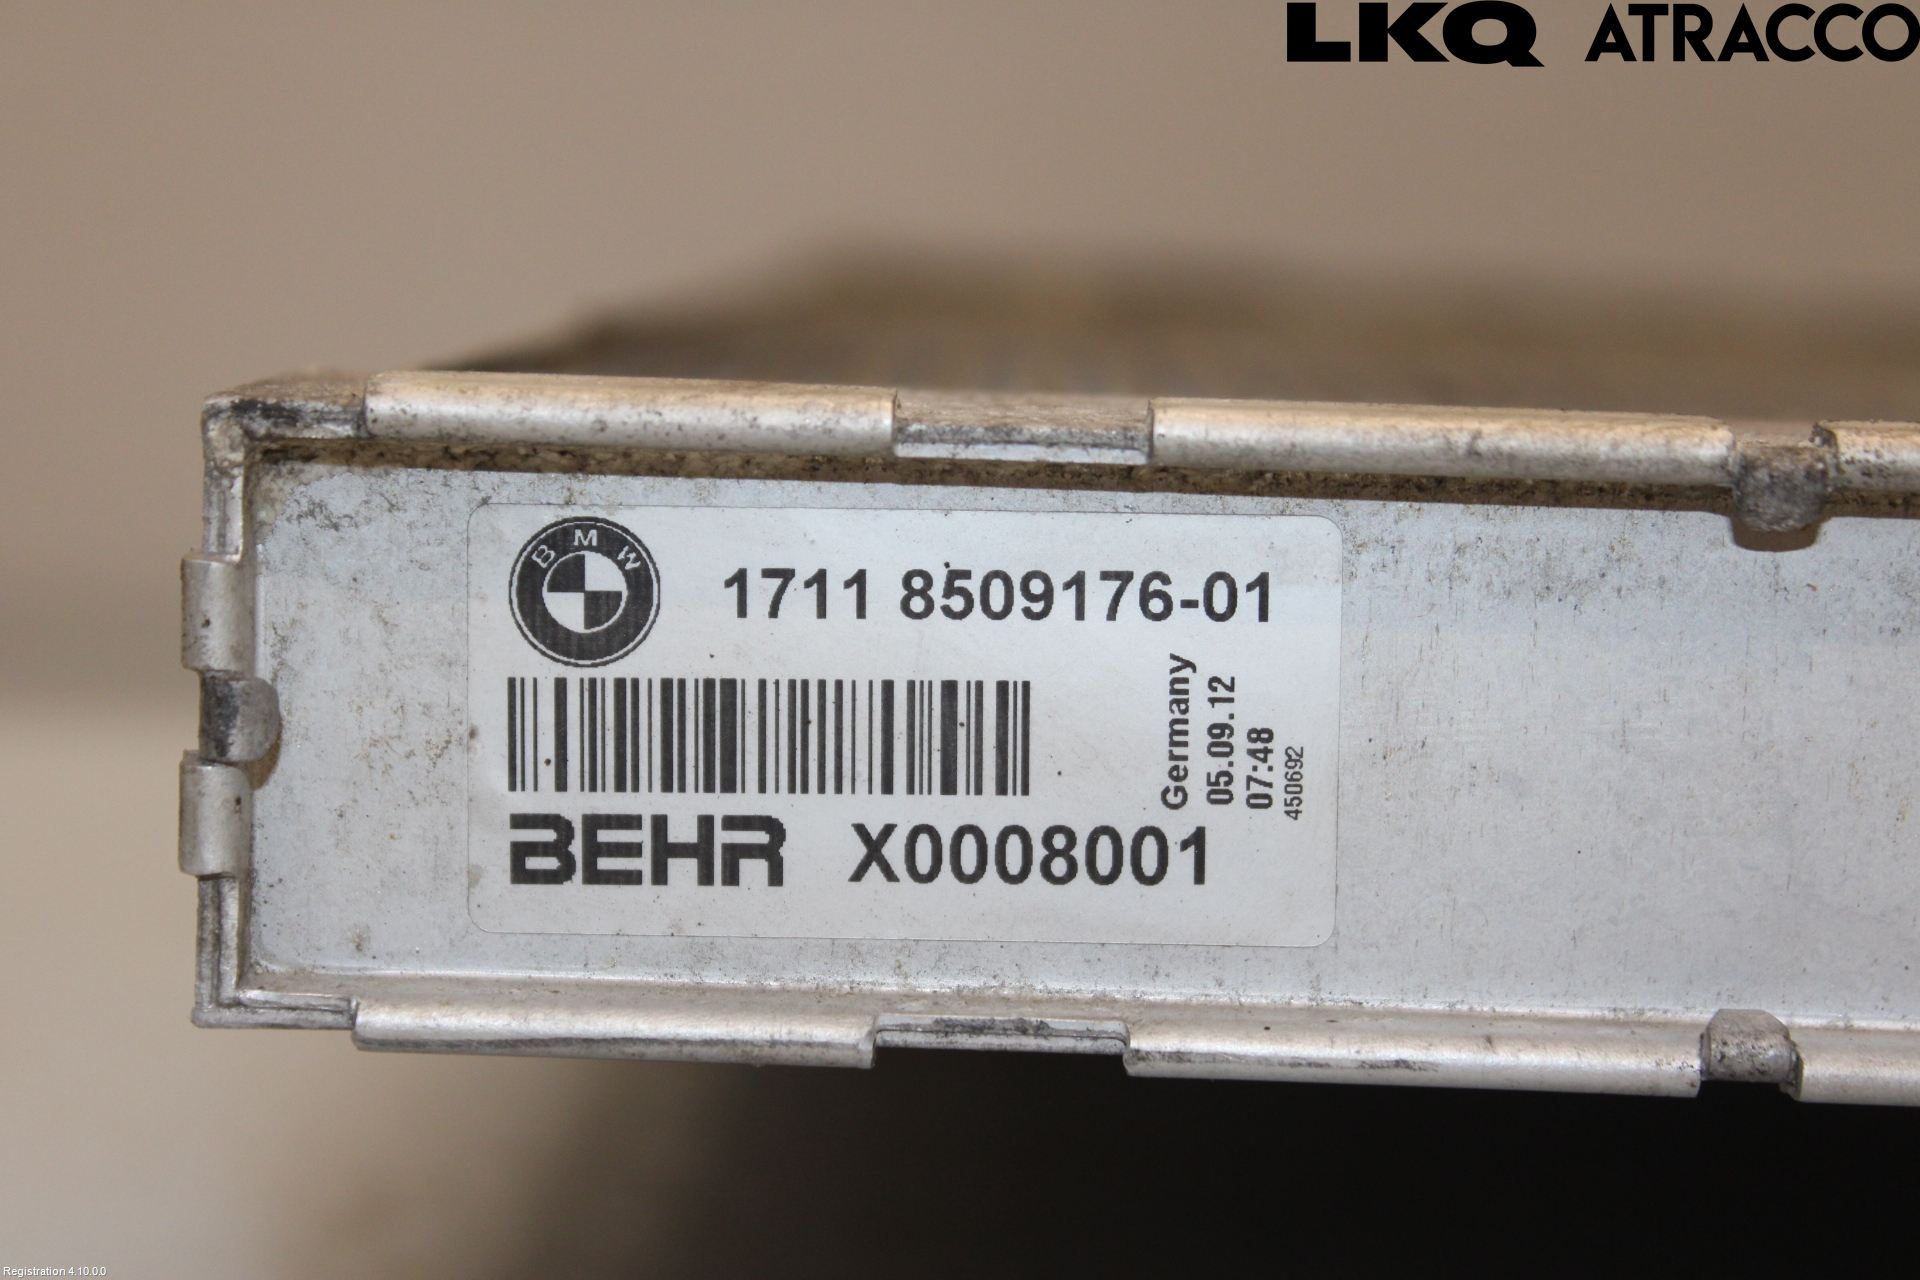 LKQ ATRACCO
BMW
1711 8509176-01
Germany
05.09.12
07:48
450692
BEHR X0008001
Registration 4.10.0.0